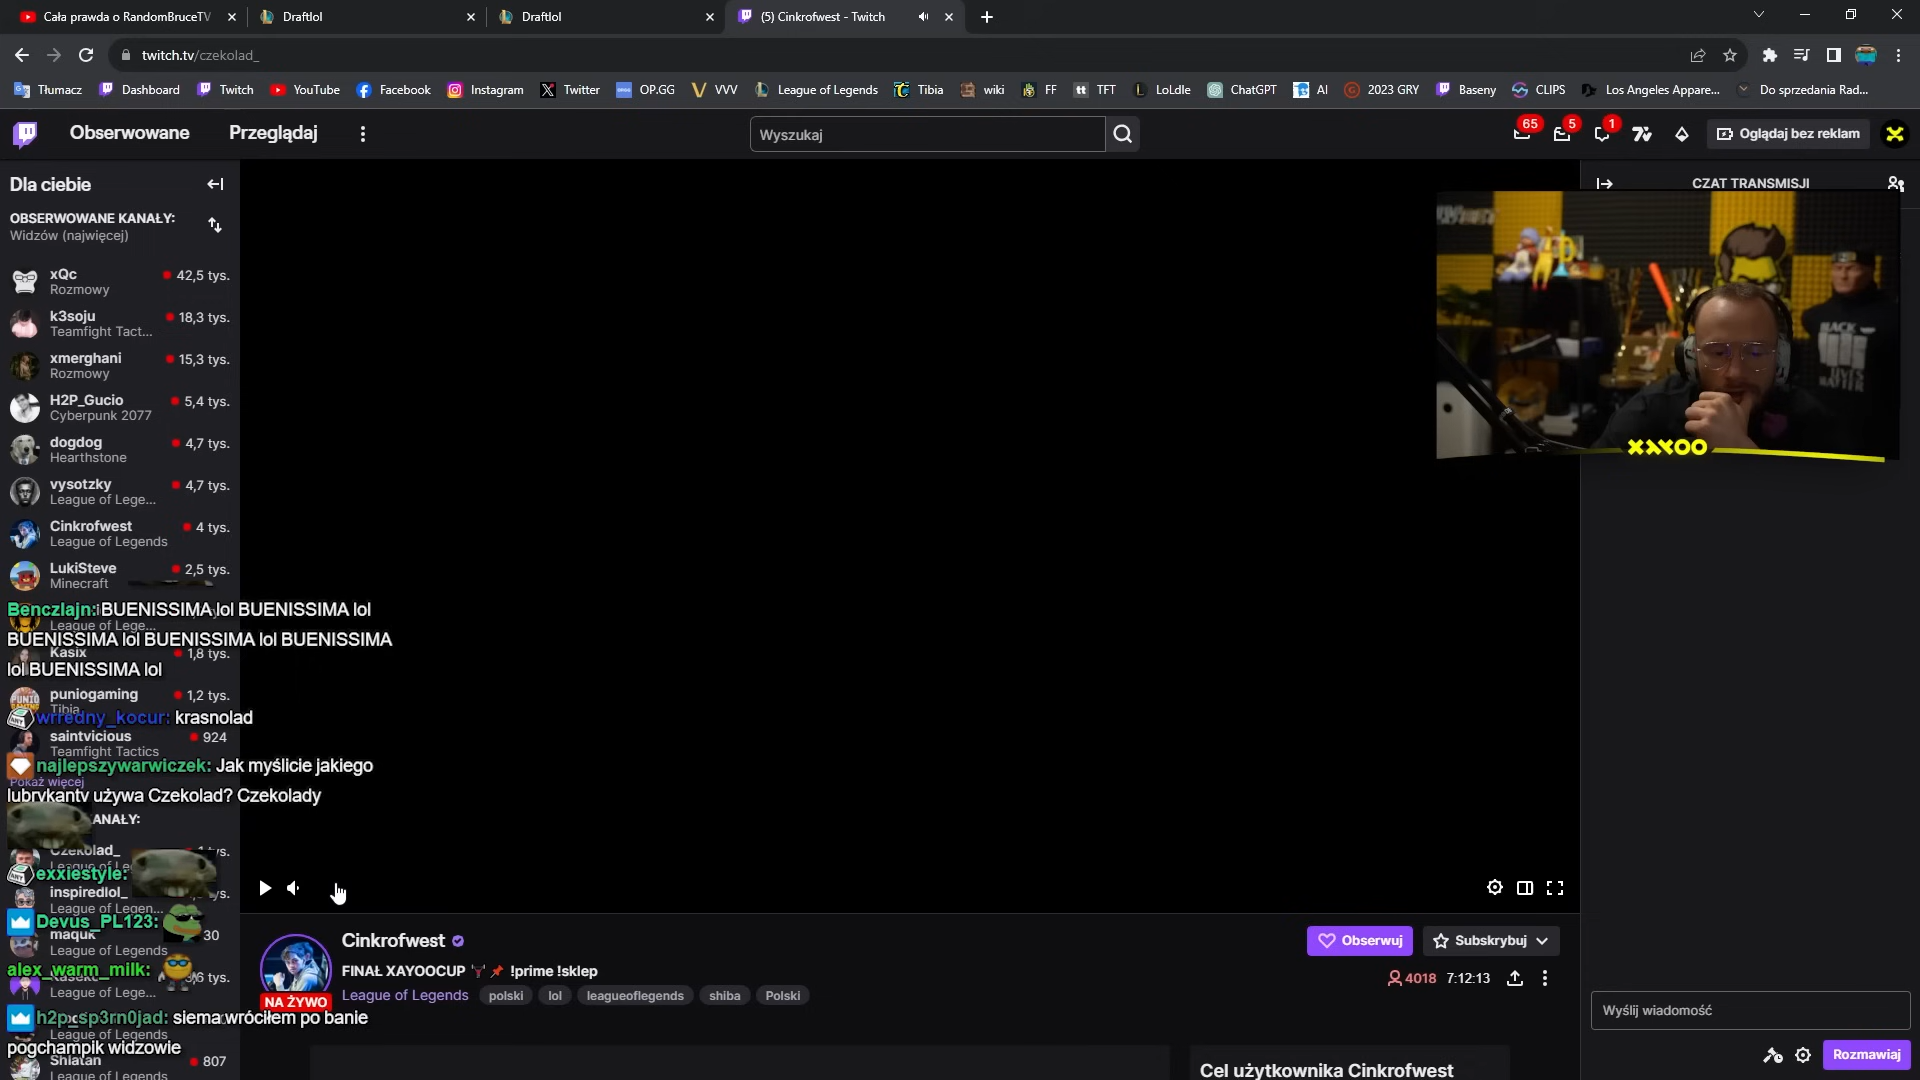 Cała prawda o RandomBruceTV
Draftlol
Draftlol
(5) Cinkrofwest - Twitch
twitch.tv/czekolad_
Tłumacz
Dashboard
Twitch
YouTube
Facebook
Instagram
Twitter
OP.GG
VVV
League of Legends
Tibia
wiki
FF
TFT
LoLdle
ChatGPT
AI
2023 GRY
Baseny
CLIPS
Los Angeles Appare...
Do sprzedania Rad...
Obserwowane
Przeglądaj
Wyszukaj
65
5
1
Oglądaj bez reklam
Dla ciebie
OBSERWOWANE KANAŁY:
Widzów (najwięcej)
xQc 42,5 tys.
Rozmowy
k3soju 18,3 tys.
Teamfight Tact...
xmerghani 15,3 tys.
Rozmowy
H2P_Gucio 5,4 tys.
Cyberpunk 2077
dogdog 4,7 tys.
Hearthstone
vysotzky 4,7 tys.
League of Lege...
Cinkrofwest 4 tys.
League of Legends
LukiSteve 2,5 tys.
Minecraft
Benczlajn: BUENISSIMA lol BUENISSIMA lol
League of Lege...
BUENISSIMA lol BUENISSIMA lol BUENISSIMA
Kasix 1,8 tys.
lol BUENISSIMA lol
puniogaming 1,2 tys.
Tibia
wrredny_kocur: krasnolad
saintvicious 924
Teamfight Tactics
najlepszywarwiczek: Jak myślicie jakiego
Pokaż więcej
lubrykanty używa Czekolad? Czekolady
ANAŁY:
Czekolad_ tys.
League of Le
exxiestyle:
inspiredlol_ ys.
League of Legen...
Devus_PL123:
maquk 30
League of Legends
alex_warm_milk:
6 tys.
League of Lege...
h2p_sp3rn0jad: siema wróciłem po banie
League of Legends
pogchampik widzowie
Shlatan 807
League of Legends
CZAT TRANSMISJI
BLACK
LIVES
MATTER
XAYOO
Cinkrofwest
FINAŁ XAYOOCUP !prime !sklep
NA ŻYWO
League of Legends
polski
lol
leagueoflegends
shiba
Polski
Obserwuj
Subskrybuj
4018
7:12:13
Cel użytkownika Cinkrofwest
Wyślij wiadomość
Rozmawiaj